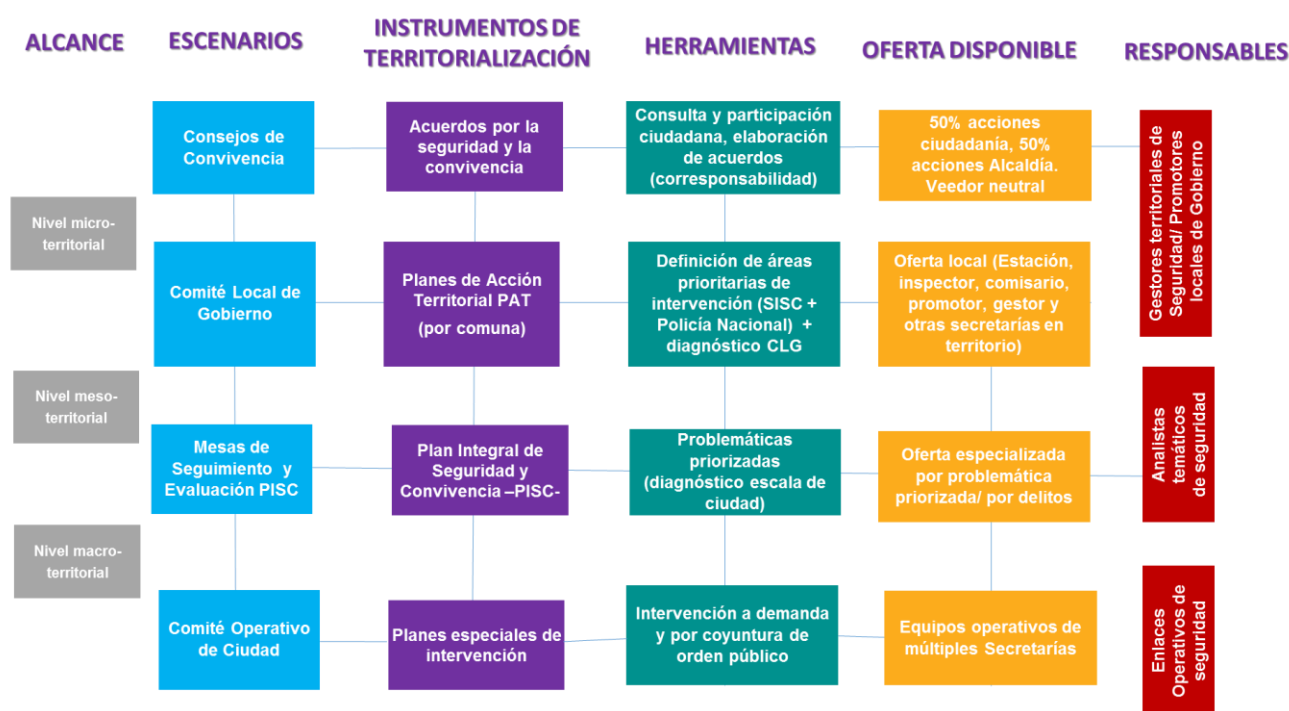 ALCANCE
ESCENARIOS
INSTRUMENTOS DE
TERRITORIALIZACIÓN
HERRAMIENTAS
OFERTA DISPONIBLE
RESPONSABLES
Consejos de
Convivencia
Acuerdos por la
seguridad y la
convivencia
Consulta y participación
ciudadana, elaboración
de acuerdos
(corresponsabilidad)
50% acciones
ciudadanía, 50%
acciones Alcaldía.
Veedor neutral
Gestores territoriales de
Seguridad/ Promotores
locales de Gobierno
Nivel micro-
territorial
Comité Local de
Gobierno
Planes de Acción
Territorial PAT
(por comuna)
Definición de áreas
prioritarias de
intervención (SISC +
Policía Nacional) +
diagnóstico CLG
Oferta local (Estación,
inspector, comisario,
promotor, gestor y
otras secretarías en
territorio)
Nivel meso-
territorial
Mesas de
Seguimiento y
Evaluación PISC
Plan Integral de
Seguridad y
Convivencia –PISC-
Problemáticas
priorizadas
(diagnóstico escala de
ciudad)
Oferta especializada
por problemática
priorizada/ por delitos
Analistas
temáticos
de seguridad
Nivel macro-
territorial
Comité Operativo
de Ciudad
Planes especiales de
intervención
Intervención a demanda
y por coyuntura de
orden público
Equipos operativos de
múltiples Secretarías
Enlaces
Operativos de
seguridad